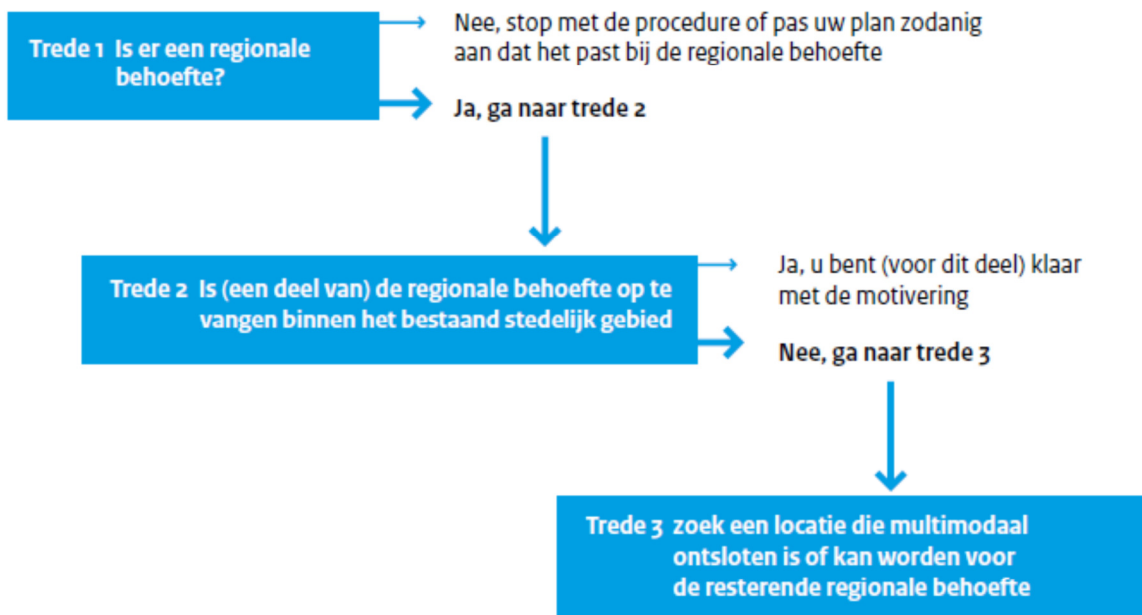 Trede 1 Is er een regionale
behoefte?
Nee, stop met de procedure of pas uw plan zodanig
aan dat het past bij de regionale behoefte
Ja, ga naar trede 2
Trede 2 Is (een deel van) de regionale behoefte op te
vangen binnen het bestaand stedelijk gebied
Ja, u bent (voor dit deel) klaar
met de motivering
Nee, ga naar trede 3
Trede 3 zoek een locatie die multimodaal
ontsloten is of kan worden voor
de resterende regionale behoefte